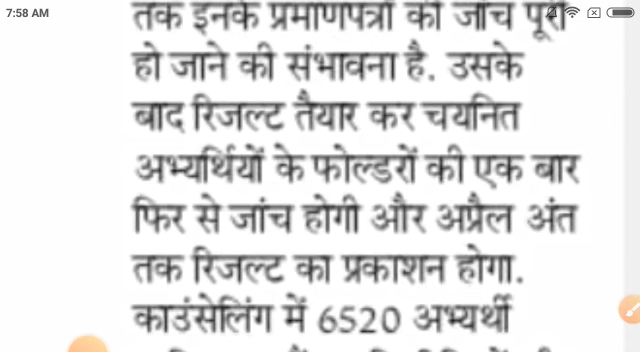 7:58 AM
तक इनके प्रमाणपत्रों की जांच पूरी
हो जाने की संभावना है. उसके
बाद रिजल्ट तैयार कर चयनित
अभ्यर्थियों के फोल्डरों की एक बार
फिर से जांच होगी और अप्रैल अंत
तक रिजल्ट का प्रकाशन होगा.
काउंसेलिंग में 6520 अभ्यर्थी